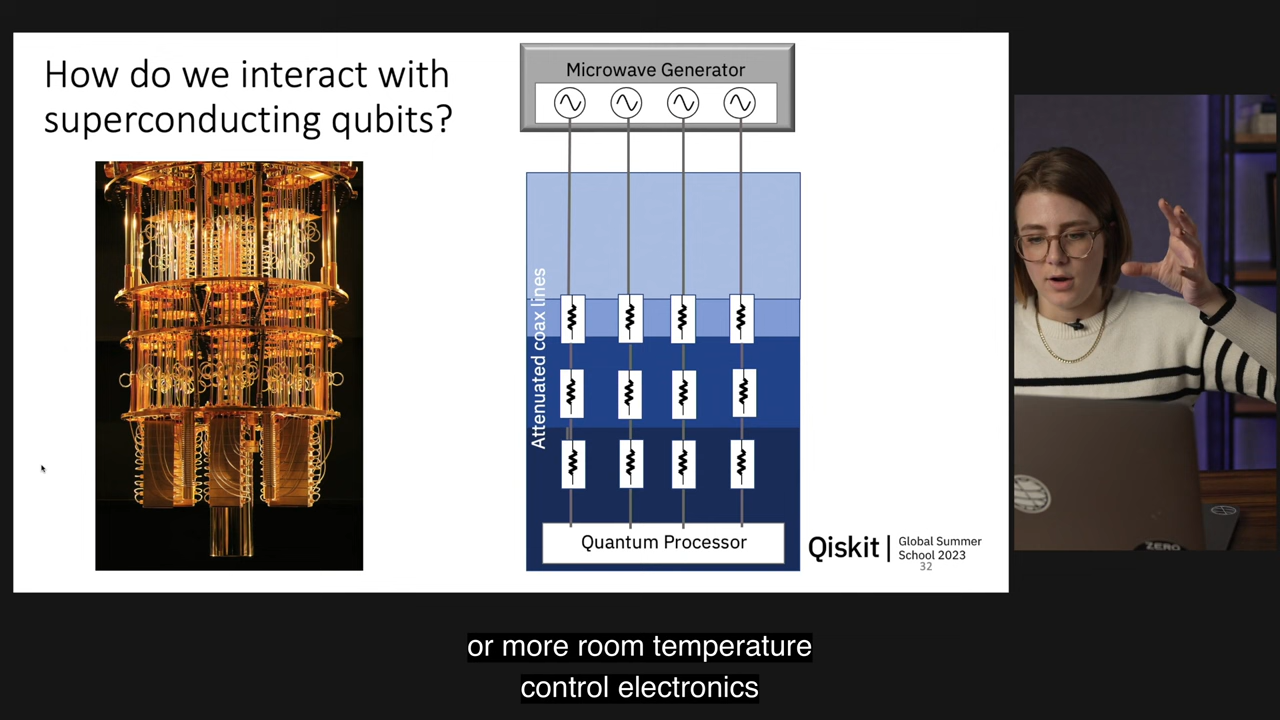 How do we interact with
superconducting qubits?
Microwave Generator
Attenuated coax lines
Quantum Processor
Qiskit | Global Summer
School 2023
32
ZERO
or more room temperature
control electronics